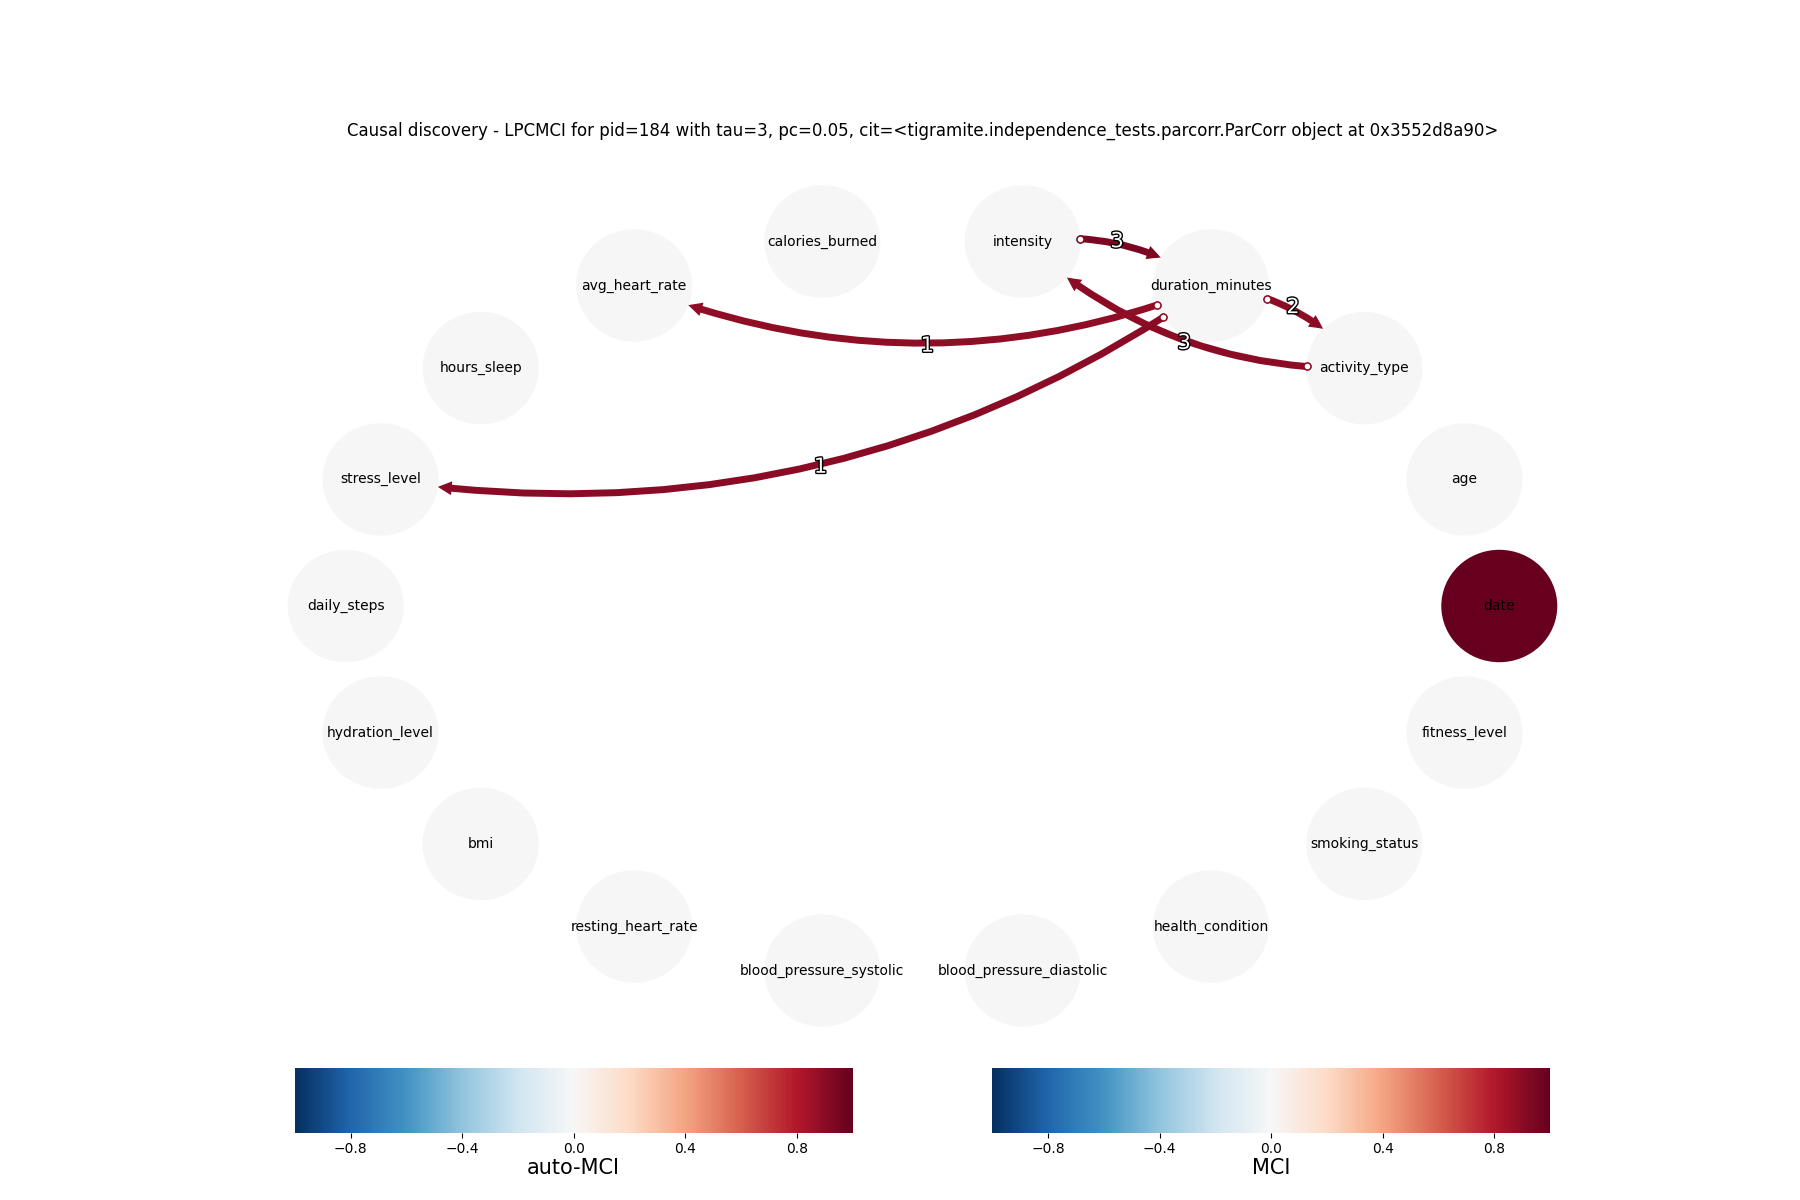 Causal discovery - LPCMCI for pid=184 with tau=3, pc=0.05, cit=<tigramite.independence_tests.parcorr.ParCorr object at 0x3552d8a90>
calories_burned
intensity
3
avg_heart_rate
duration_minutes
2
1
3
hours_sleep
activity_type
1
stress_level
age
daily_steps
date
hydration_level
fitness_level
bmi
smoking_status
resting_heart_rate
health_condition
blood_pressure_systolic
blood_pressure_diastolic
−0.8 −0.4 0.0 0.4 0.8
auto-MCI
−0.8 −0.4 0.0 0.4 0.8
MCI